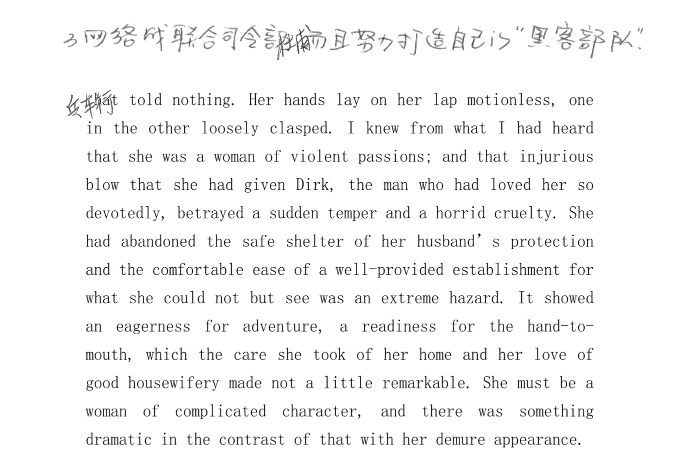 了网络战联合司令部 而且努力打造自己的“黑客部队”.
兵车行
that told nothing. Her hands lay on her lap motionless, one
in the other loosely clasped. I knew from what I had heard
that she was a woman of violent passions; and that injurious
blow that she had given Dirk, the man who had loved her so
devotedly, betrayed a sudden temper and a horrid cruelty. She
had abandoned the safe shelter of her husband’s protection
and the comfortable ease of a well-provided establishment for
what she could not but see was an extreme hazard. It showed
an eagerness for adventure, a readiness for the hand-to-
mouth, which the care she took of her home and her love of
good housewifery made not a little remarkable. She must be a
woman of complicated character, and there was something
dramatic in the contrast of that with her demure appearance.